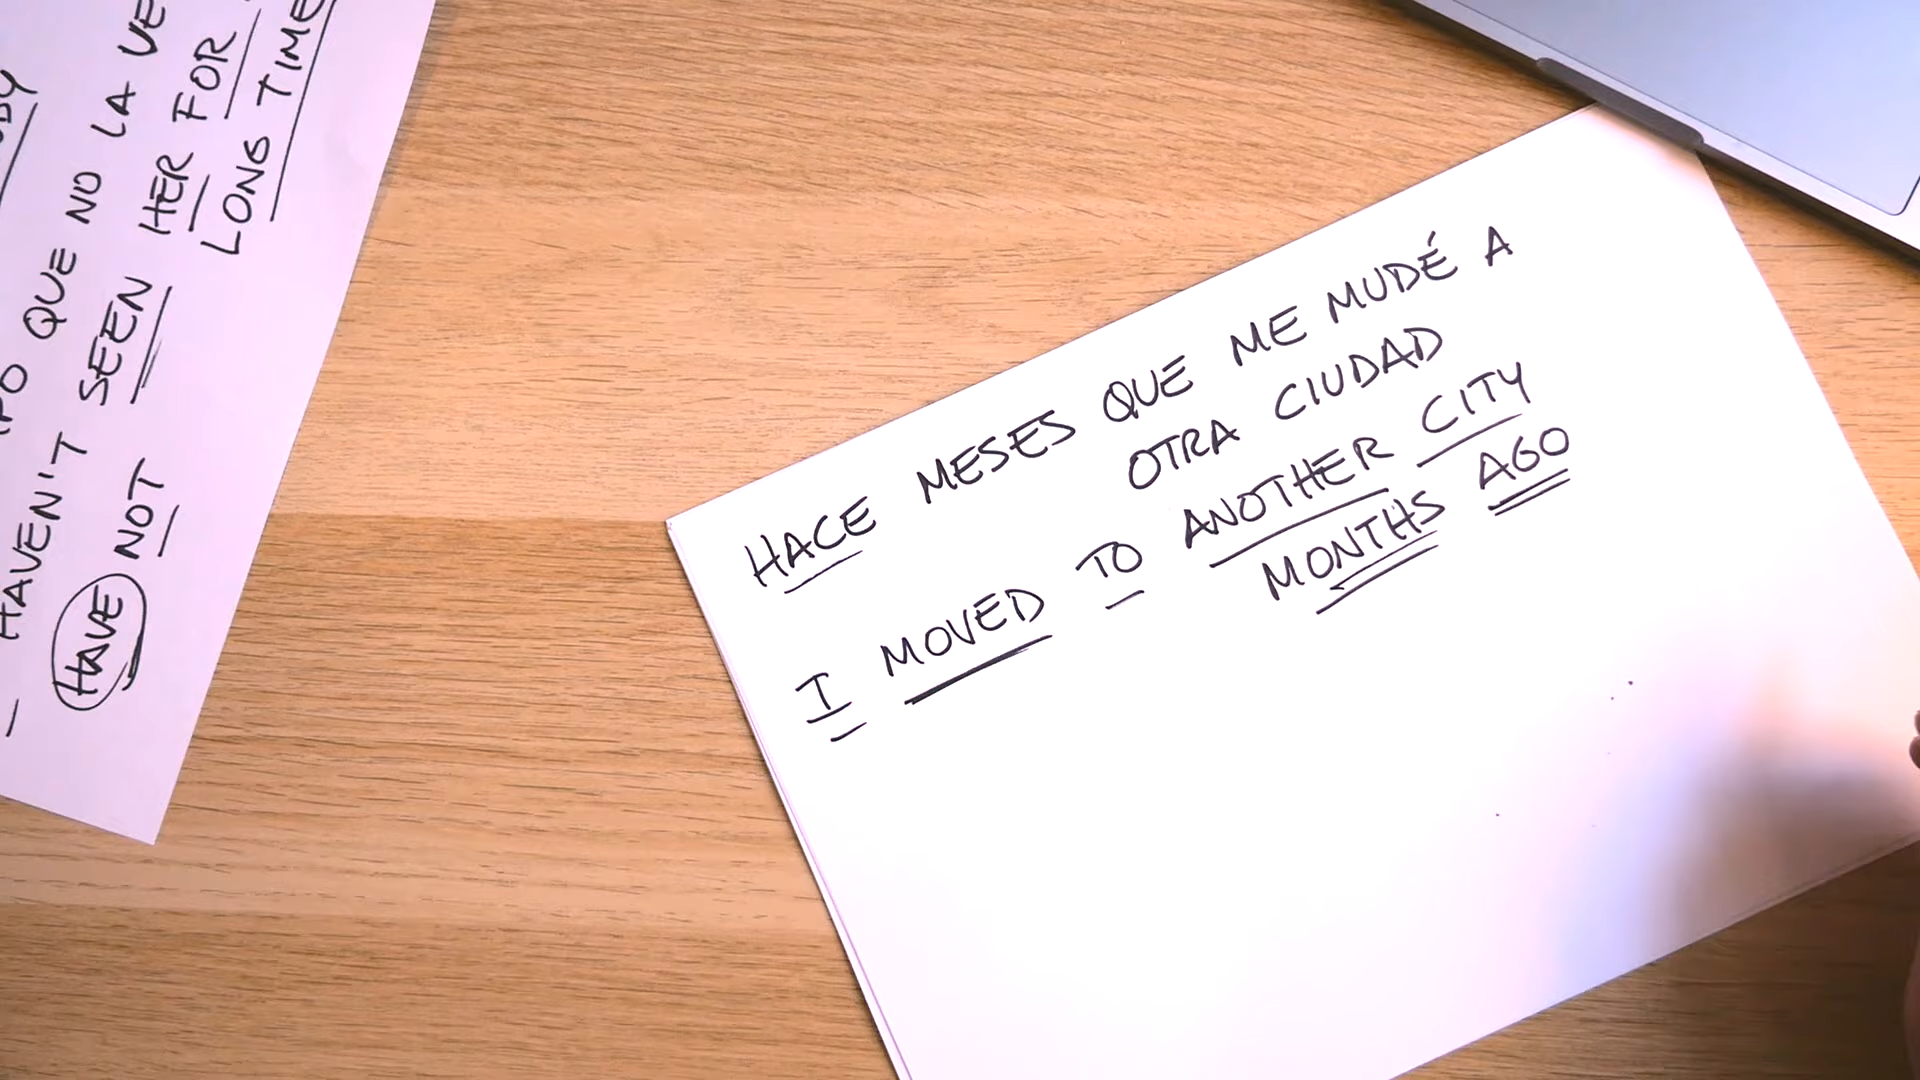 QUE NO LA
HAVEN'T SEEN HER FOR
LONG TIME
HAVE NOT
HACE MESES QUE ME MUDÉ A
OTRA CIUDAD
I MOVED TO ANOTHER CITY
MONTHS AGO